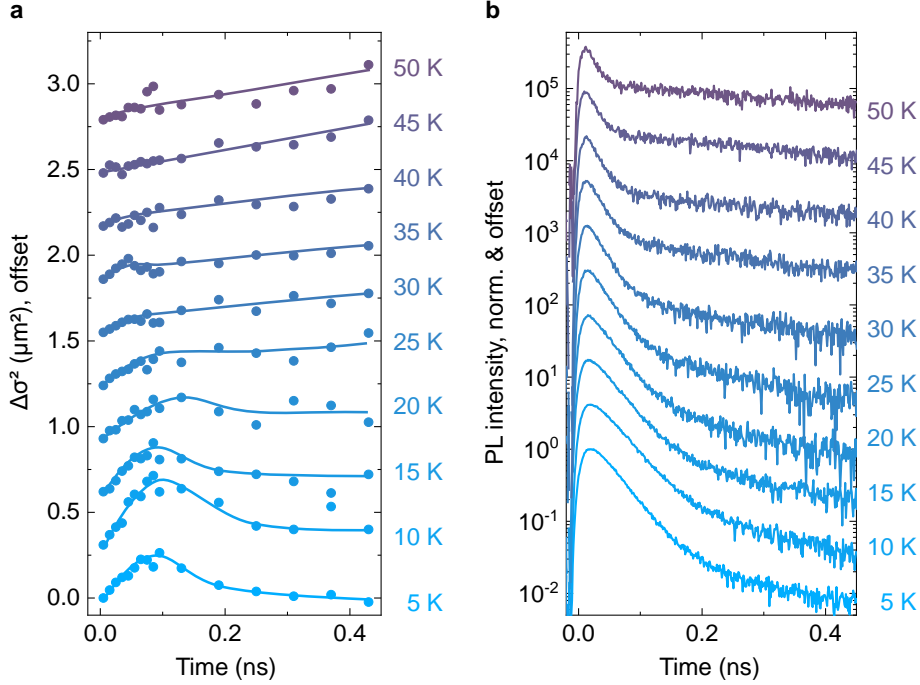 a
Δσ² (μm²), offset
3.0
2.5
2.0
1.5
1.0
0.5
0.0
50 K
45 K
40 K
35 K
30 K
25 K
20 K
15 K
10 K
5 K
0.0 0.2 0.4
Time (ns)
b
PL intensity, norm. & offset
10⁵
10⁴
10³
10²
10¹
10⁰
10⁻¹
10⁻²
50 K
45 K
40 K
35 K
30 K
25 K
20 K
15 K
10 K
5 K
0.0 0.2 0.4
Time (ns)